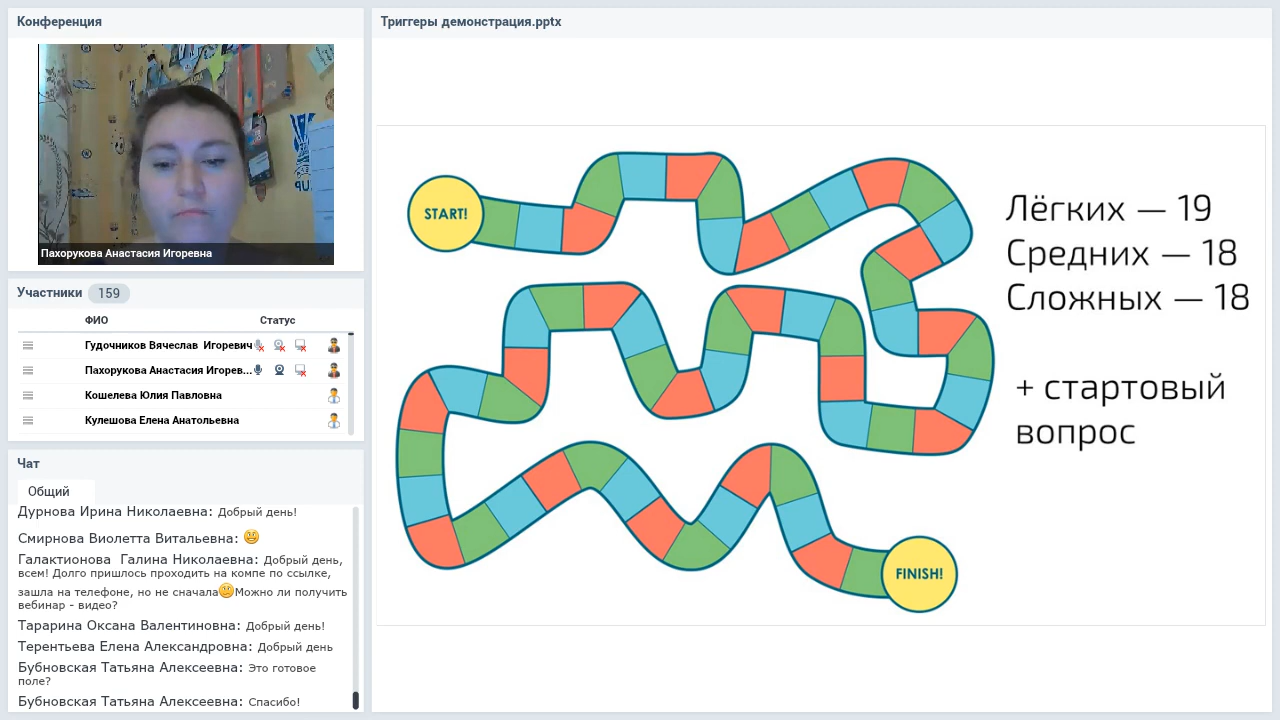 Конференция
Пахорукова Анастасия Игоревна
Участники 159
ФИО Статус
Гудочников Вячеслав Игоревич
Пахорукова Анастасия Игорев...
Кошелева Юлия Павловна
Кулешова Елена Анатольевна
Чат
Общий
Дурнова Ирина Николаевна: Добрый день!
Смирнова Виолетта Витальевна:
Галактионова Галина Николаевна: Добрый день,
всем! Долго пришлось проходить на компе по ссылке,
зашла на телефоне, но не сначала Можно ли получить
вебинар - видео?
Тарарина Оксана Валентиновна: Добрый день!
Терентьева Елена Александровна: Добрый день
Бубновская Татьяна Алексеевна: Это готовое
поле?
Бубновская Татьяна Алексеевна: Спасибо!
Триггеры демонстрация.pptx
START!
Лёгких — 19
Средних — 18
Сложных — 18
+ стартовый
вопрос
FINISH!